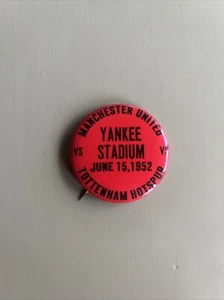 MANCHESTER UNITED
VS VS
YANKEE
STADIUM
JUNE 15, 1952
TOTTENHAM HOTSPUR